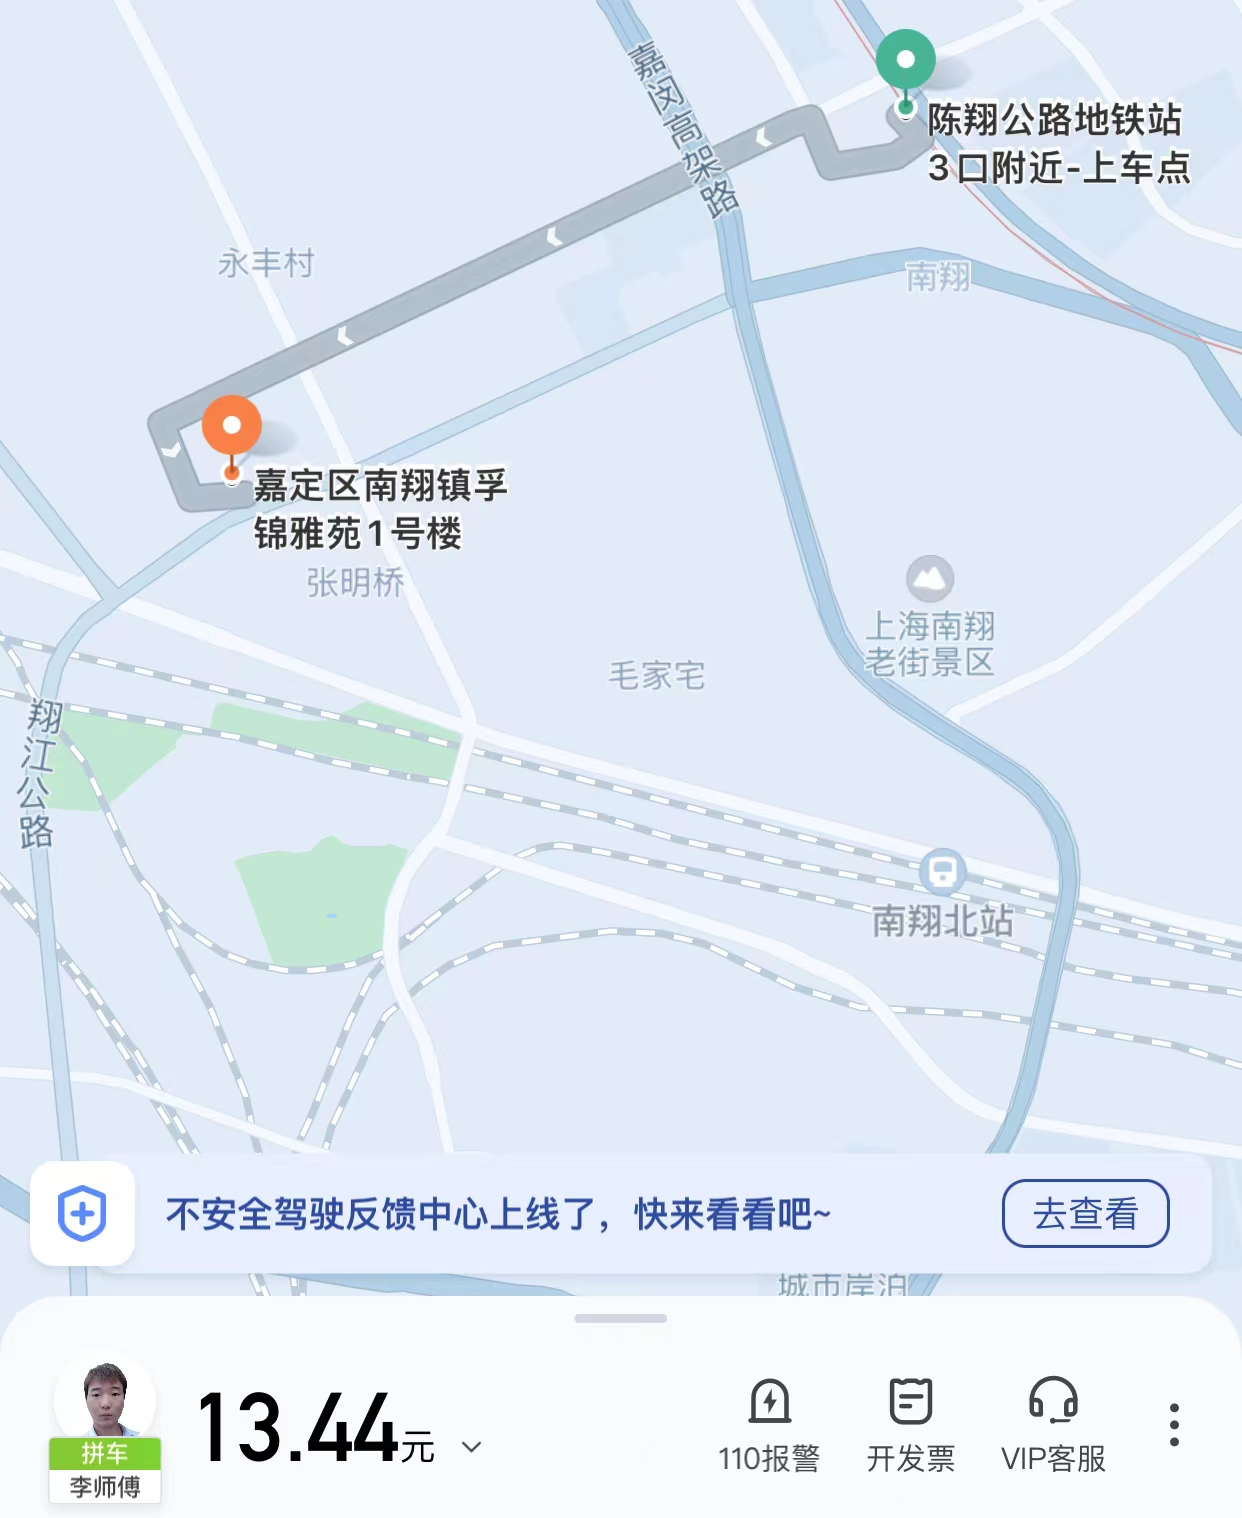 嘉闵高架路
陈翔公路地铁站
3口附近-上车点
永丰村
南翔
嘉定区南翔镇孚
锦雅苑1号楼
张明桥
上海南翔
老街景区
毛家宅
翔江公路
南翔北站
不安全驾驶反馈中心上线了，快来看看吧~
去查看
城市岸泊
13.44元
拼车
李师傅
110报警
开发票
VIP客服